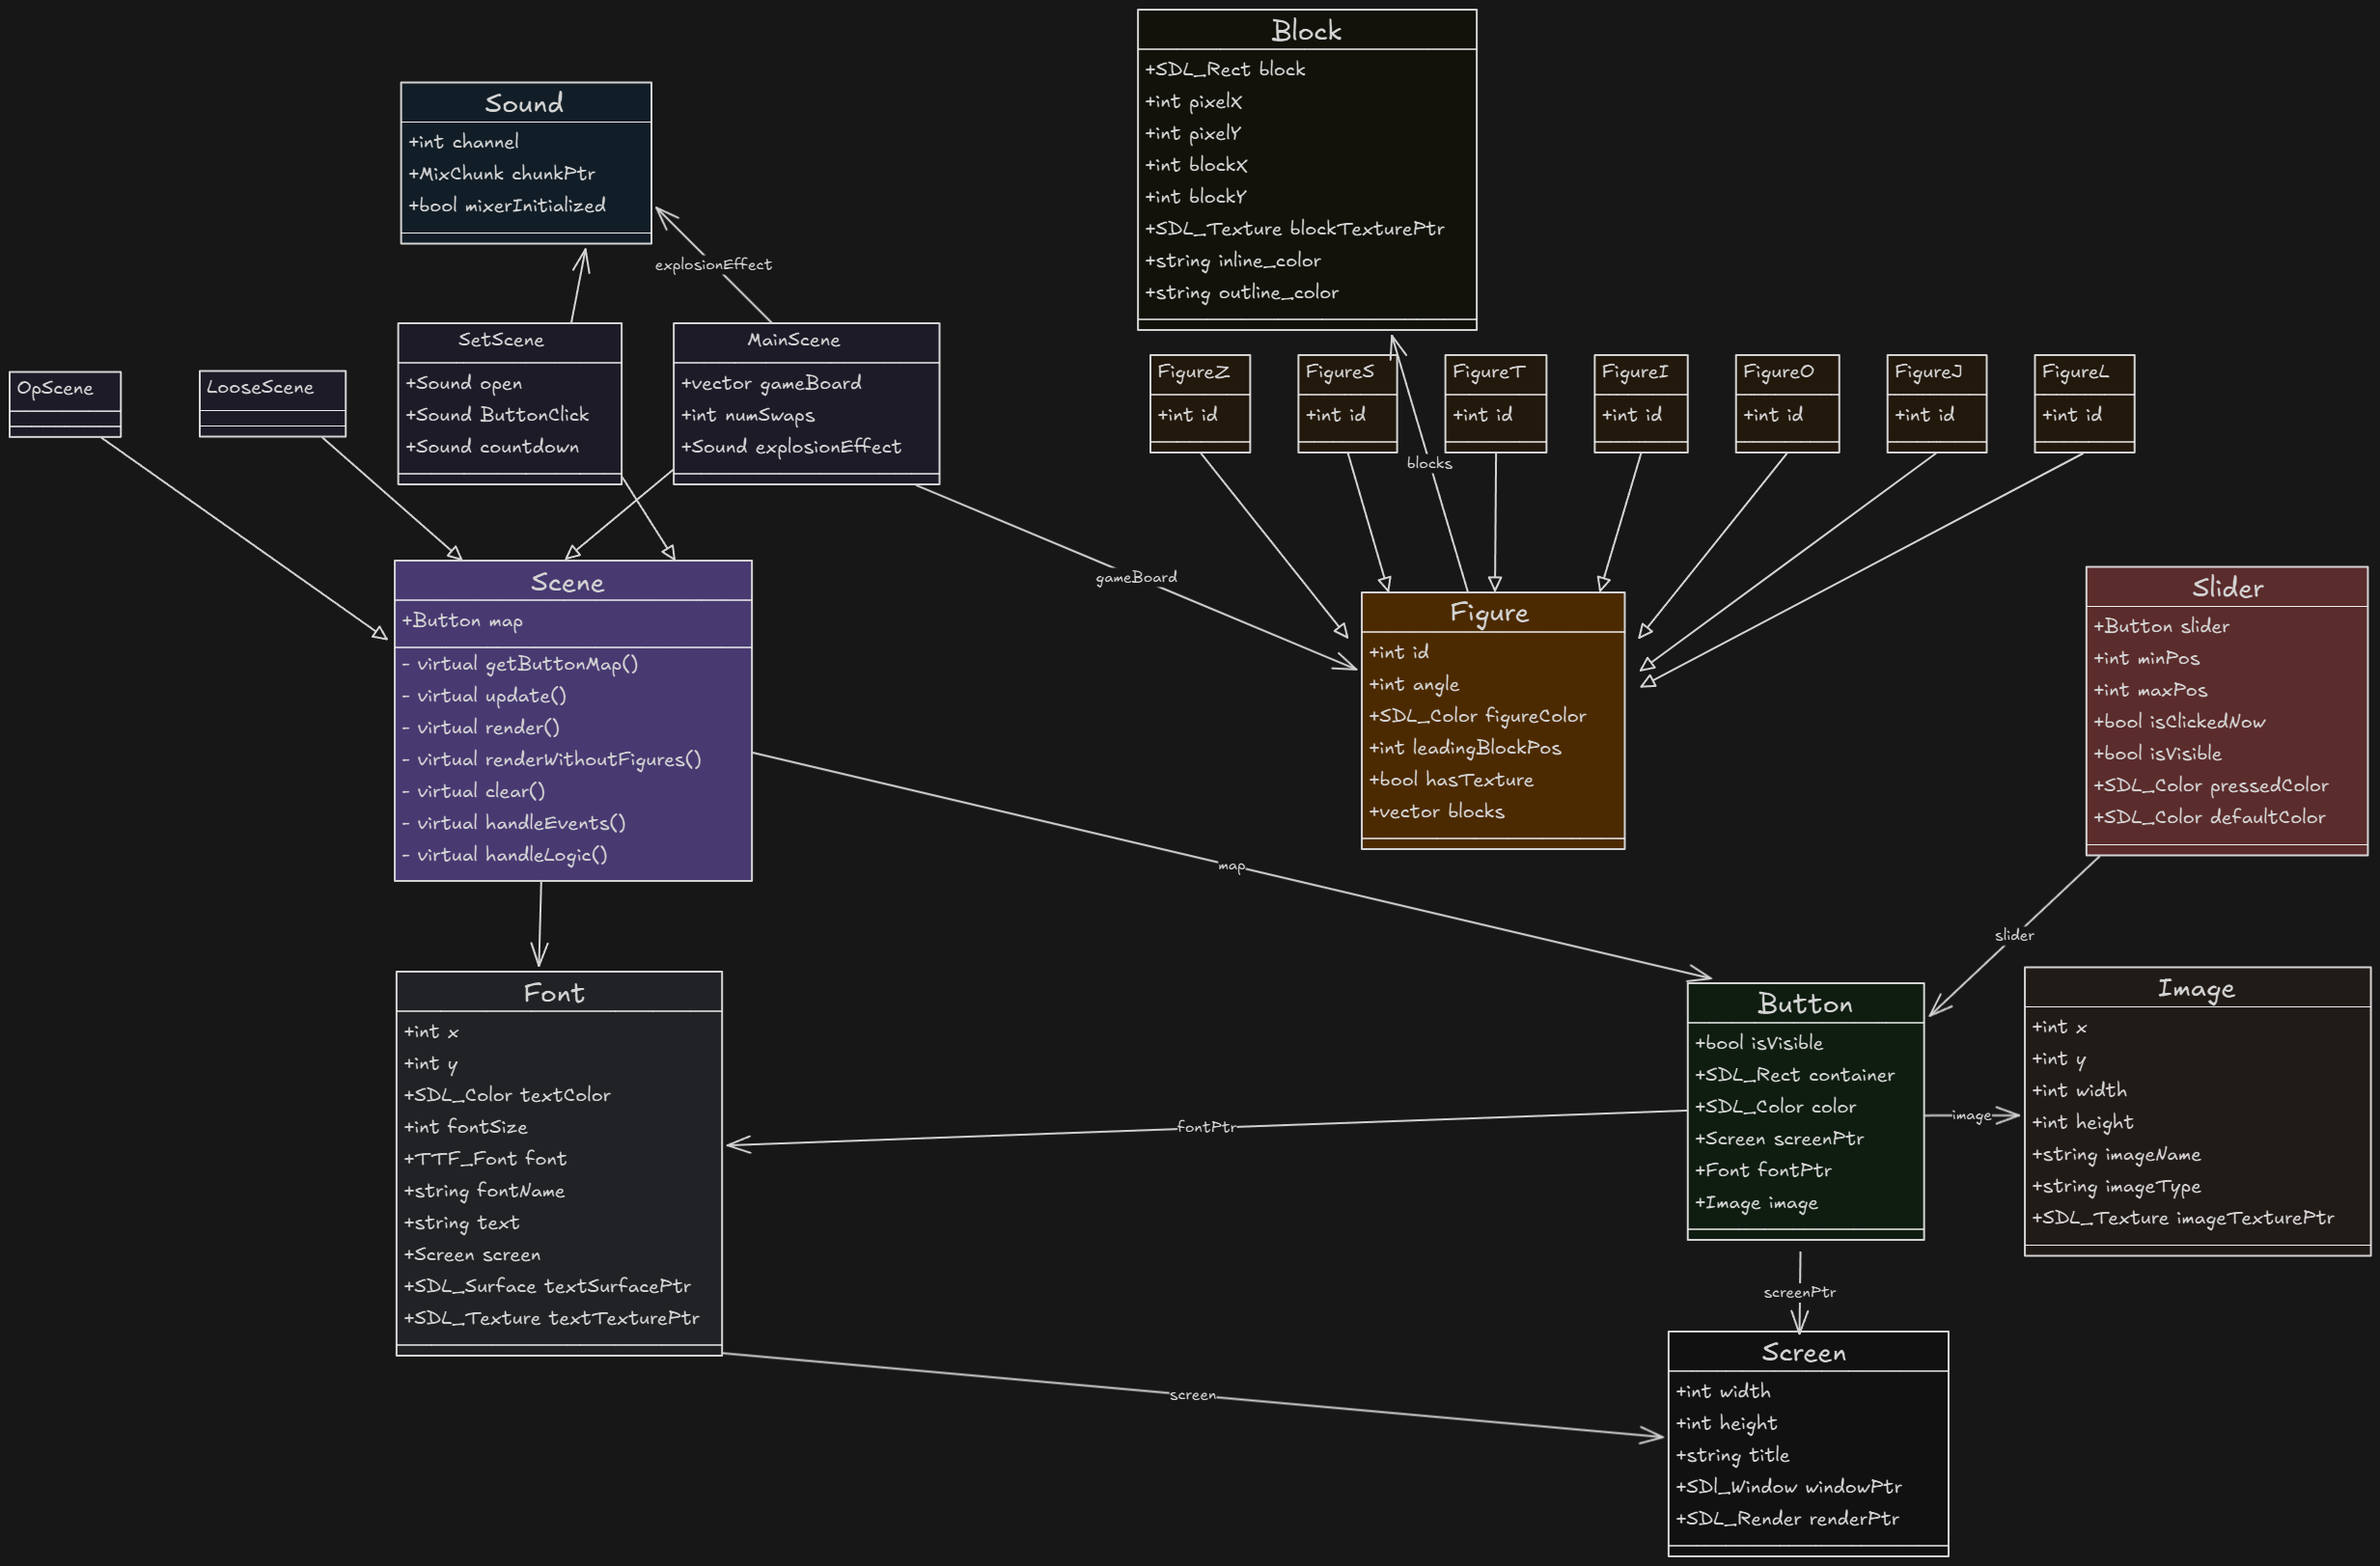 Block
+SDL_Rect block
+int pixelX
+int pixelY
+int blockX
+int blockY
+SDL_Texture blockTexturePtr
+string inline_color
+string outline_color
Sound
+int channel
+MixChunk chunkPtr
+bool mixerInitialized
explosionEffect
OpScene
LooseScene
SetScene
+Sound open
+Sound ButtonClick
+Sound countdown
MainScene
+vector gameBoard
+int numSwaps
+Sound explosionEffect
FigureZ
+int id
FigureS
+int id
FigureT
+int id
FigureI
+int id
FigureO
+int id
FigureJ
+int id
FigureL
+int id
blocks
gameBoard
Scene
+Button map
- virtual getButtonMap()
- virtual update()
- virtual render()
- virtual renderWithoutFigures()
- virtual clear()
- virtual handleEvents()
- virtual handleLogic()
Figure
+int id
+int angle
+SDL_Color figureColor
+int leadingBlockPos
+bool hasTexture
+vector blocks
Slider
+Button slider
+int minPos
+int maxPos
+bool isClickedNow
+bool isVisible
+SDL_Color pressedColor
+SDL_Color defaultColor
map
slider
Font
+int x
+int y
+SDL_Color textColor
+int fontSize
+TTF_Font font
+string fontName
+string text
+Screen screen
+SDL_Surface textSurfacePtr
+SDL_Texture textTexturePtr
fontPtr
Button
+bool isVisible
+SDL_Rect container
+SDL_Color color
+Screen screenPtr
+Font fontPtr
+Image image
image
Image
+int x
+int y
+int width
+int height
+string imageName
+string imageType
+SDL_Texture imageTexturePtr
screenPtr
screen
Screen
+int width
+int height
+string title
+SDl_Window windowPtr
+SDL_Render renderPtr